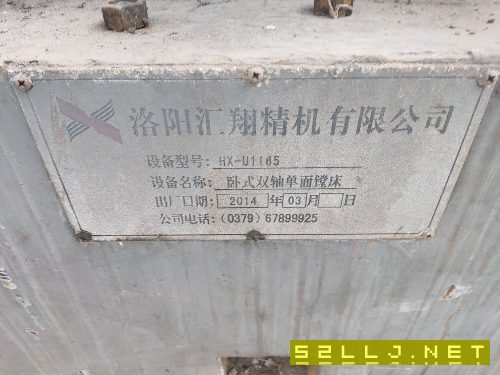 洛阳汇翔精机有限公司
设备型号: HX-U1165
设备名称: 卧式双轴单面镗床
出厂日期: 2014 年 03 月 日
公司电话: (0379) 67899925
52LLJ.NET